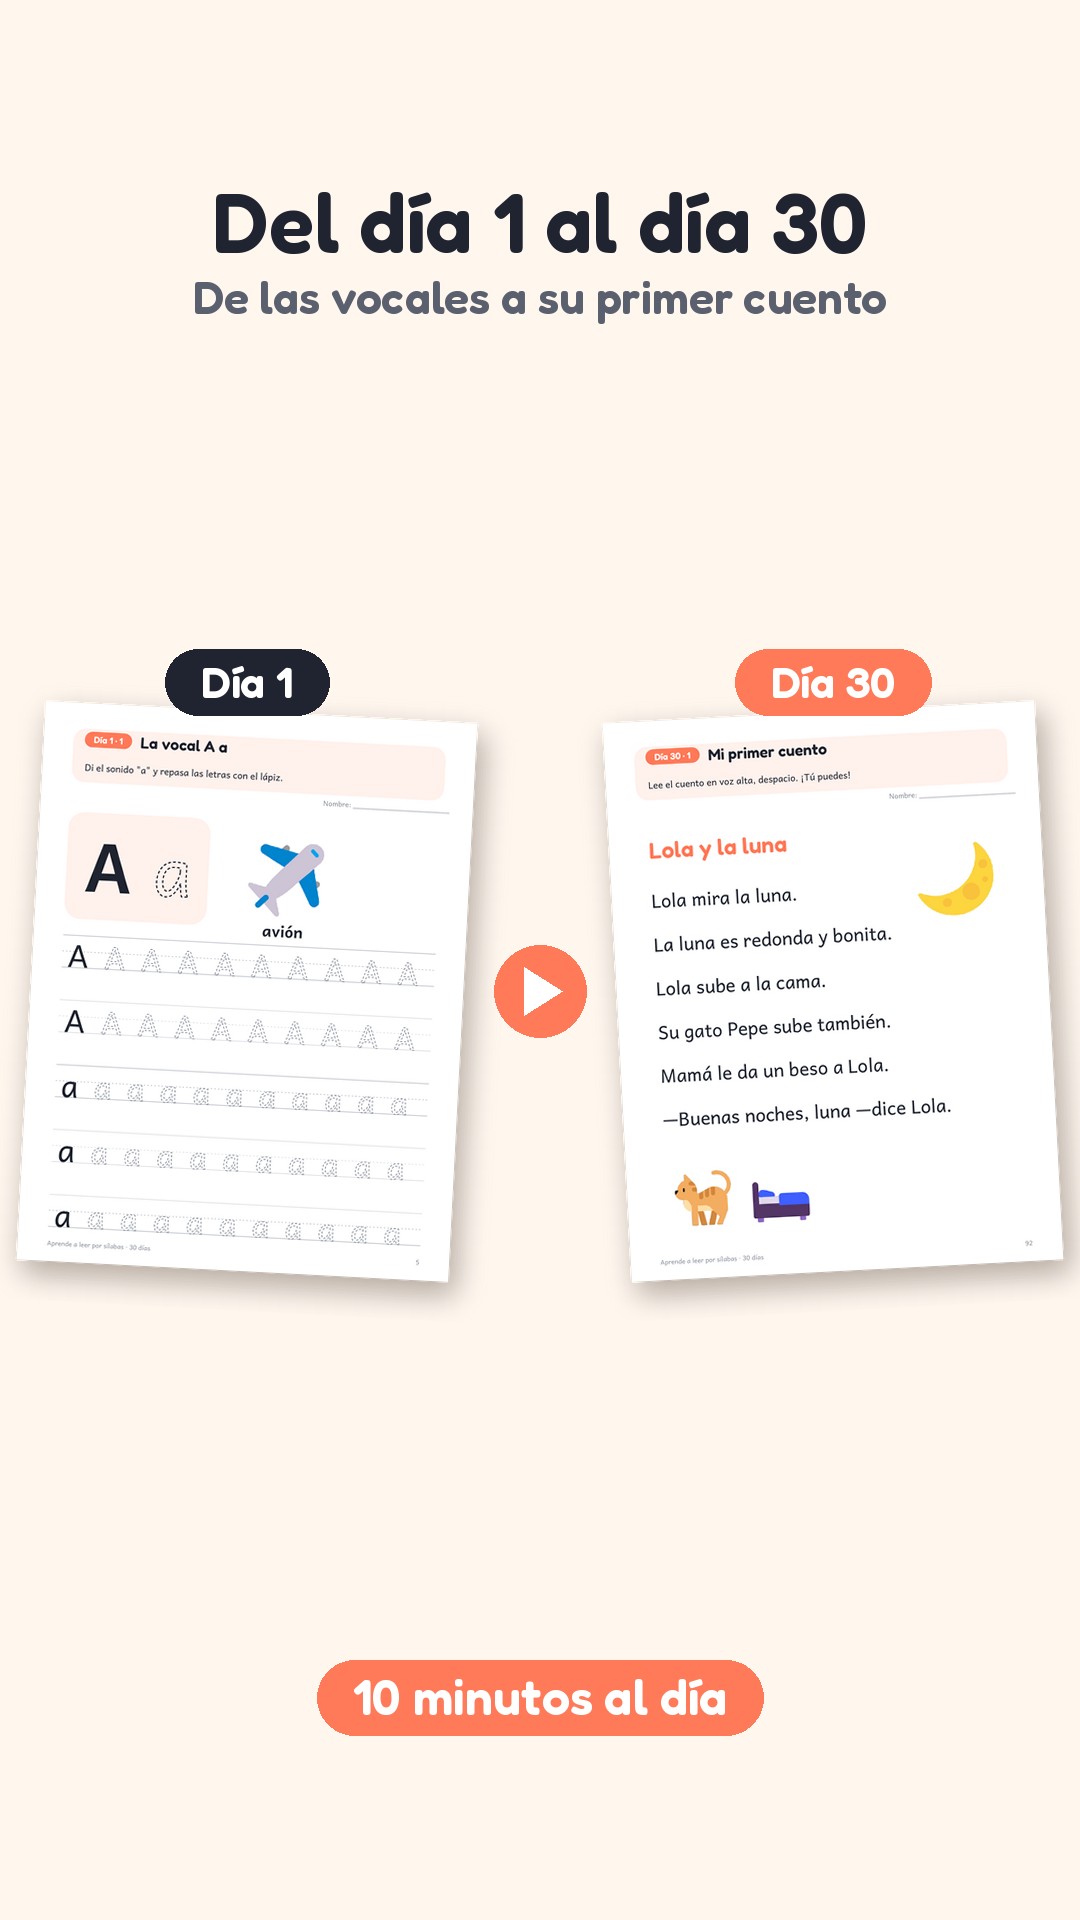 Del día 1 al día 30
De las vocales a su primer cuento
Día 1
Día 1 · 1 La vocal A a
Di el sonido "a" y repasa las letras con el lápiz.
Nombre:
A a
avión
A A A A A A A A A A
A A A A A A A A A A
a a a a a a a a a a a
a a a a a a a a a a a
a a a a a a a a a a a
Aprende a leer por sílabas · 30 días
5
Día 30
Día 30 · 1 Mi primer cuento
Lee el cuento en voz alta, despacio. ¡Tú puedes!
Nombre:
Lola y la luna
Lola mira la luna.
La luna es redonda y bonita.
Lola sube a la cama.
Su gato Pepe sube también.
Mamá le da un beso a Lola.
—Buenas noches, luna —dice Lola.
Aprende a leer por sílabas · 30 días
92
10 minutos al día